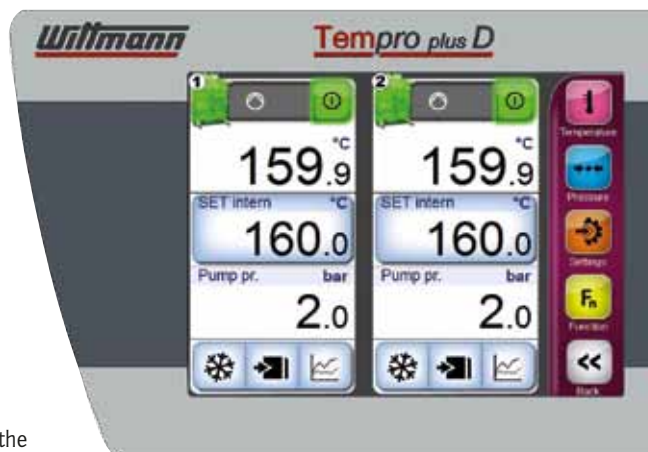 Wittmann
Tempro plus D
1
°C
159.9
SET intern °C
160.0
Pump pr. bar
2.0
2
°C
159.9
SET intern °C
160.0
Pump pr. bar
2.0
Temperature
Pressure
Settings
Fn
Function
Back
the